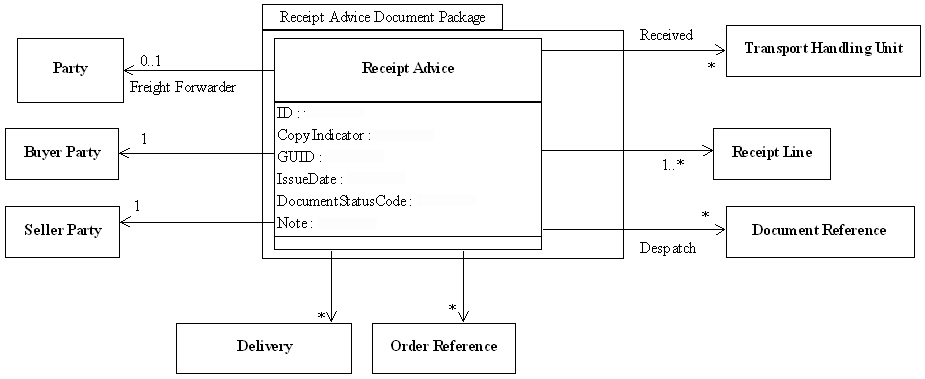 Receipt Advice Document Package
Receipt Advice
ID :
CopyIndicator :
GUID :
IssueDate :
DocumentStatusCode :
Note :
Party
0..1
Freight Forwarder
Buyer Party
1
Seller Party
1
Received
*
Transport Handling Unit
1..*
Receipt Line
*
Despatch
Document Reference
*
Delivery
*
Order Reference